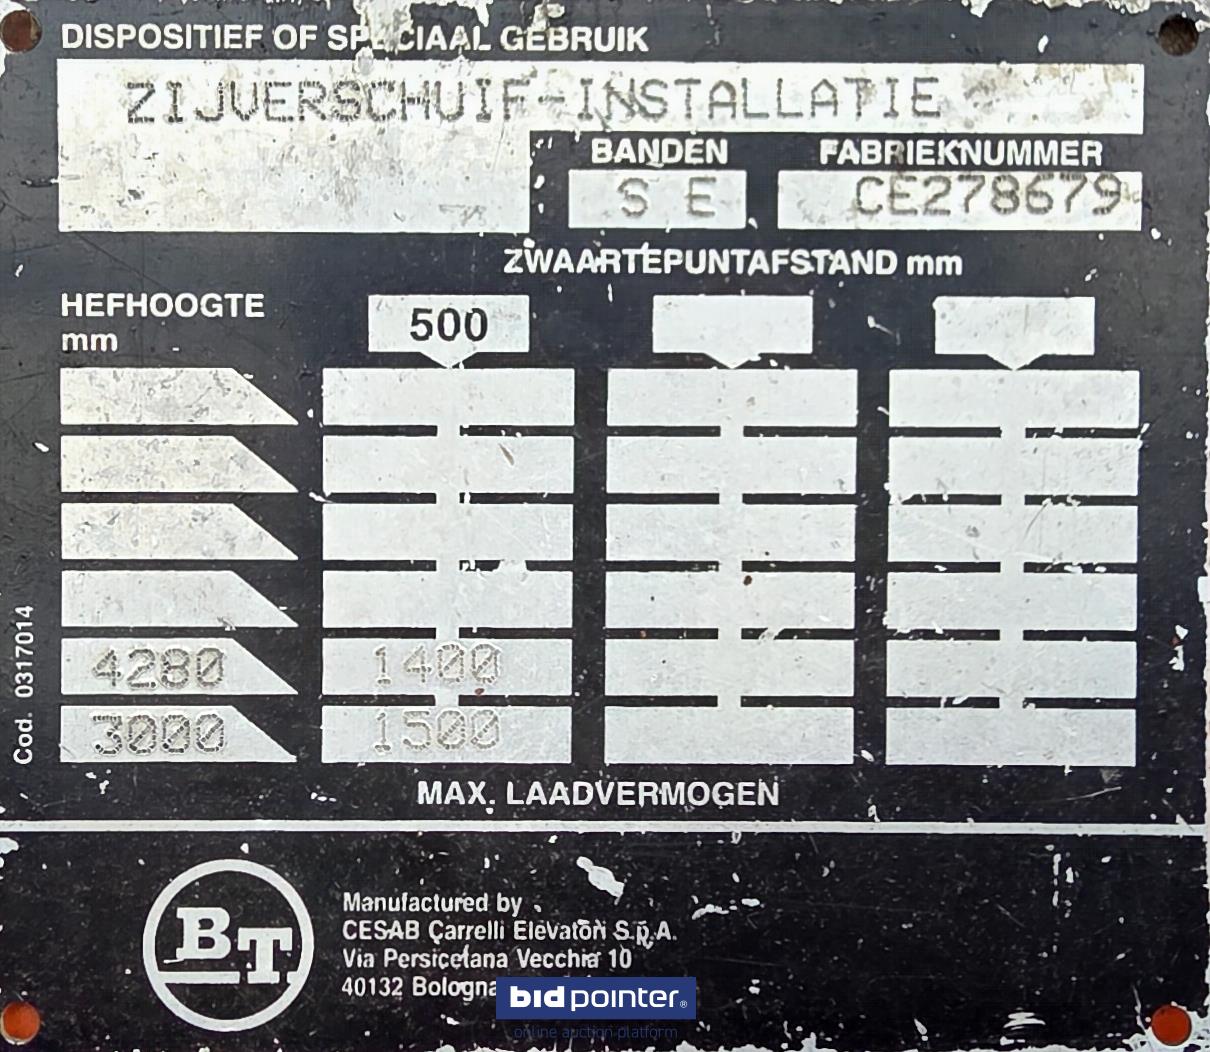 DISPOSITIEF OF SPECIAAL GEBRUIK
ZIJVERSCHUIF-INSTALLATIE
BANDEN FABRIEKNUMMER
S E CE278679
ZWAARTEPUNTAFSTAND mm
HEFHOOGTE
mm
500
4280 1400
3000 1500
MAX. LAADVERMOGEN
Cod. 0317014
BT
Manufactured by
CESAB Carrelli Elevatori S.p.A.
Via Persicetana Vecchia 10
40132 Bologna
bidpointer®
online auction platform